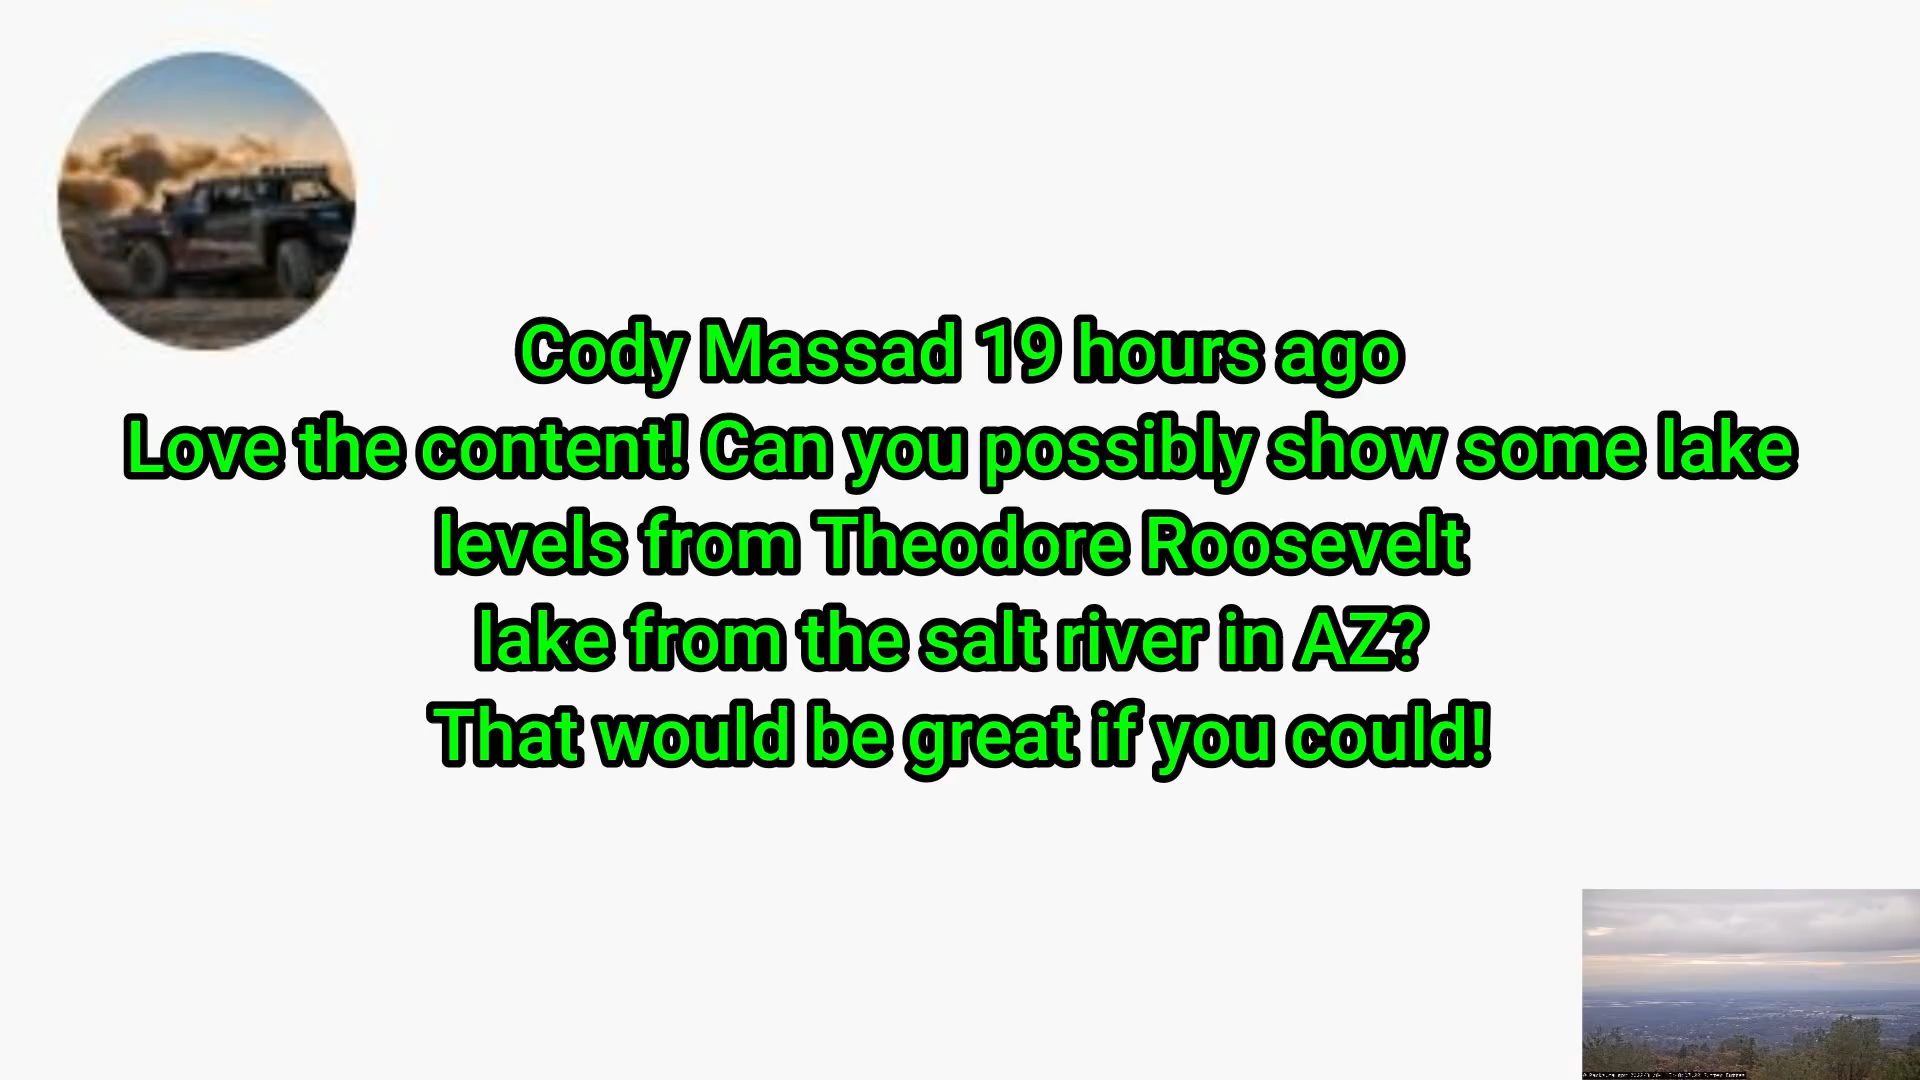 Cody Massad 19 hours ago
Love the content! Can you possibly show some lake
levels from Theodore Roosevelt
lake from the salt river in AZ?
That would be great if you could!